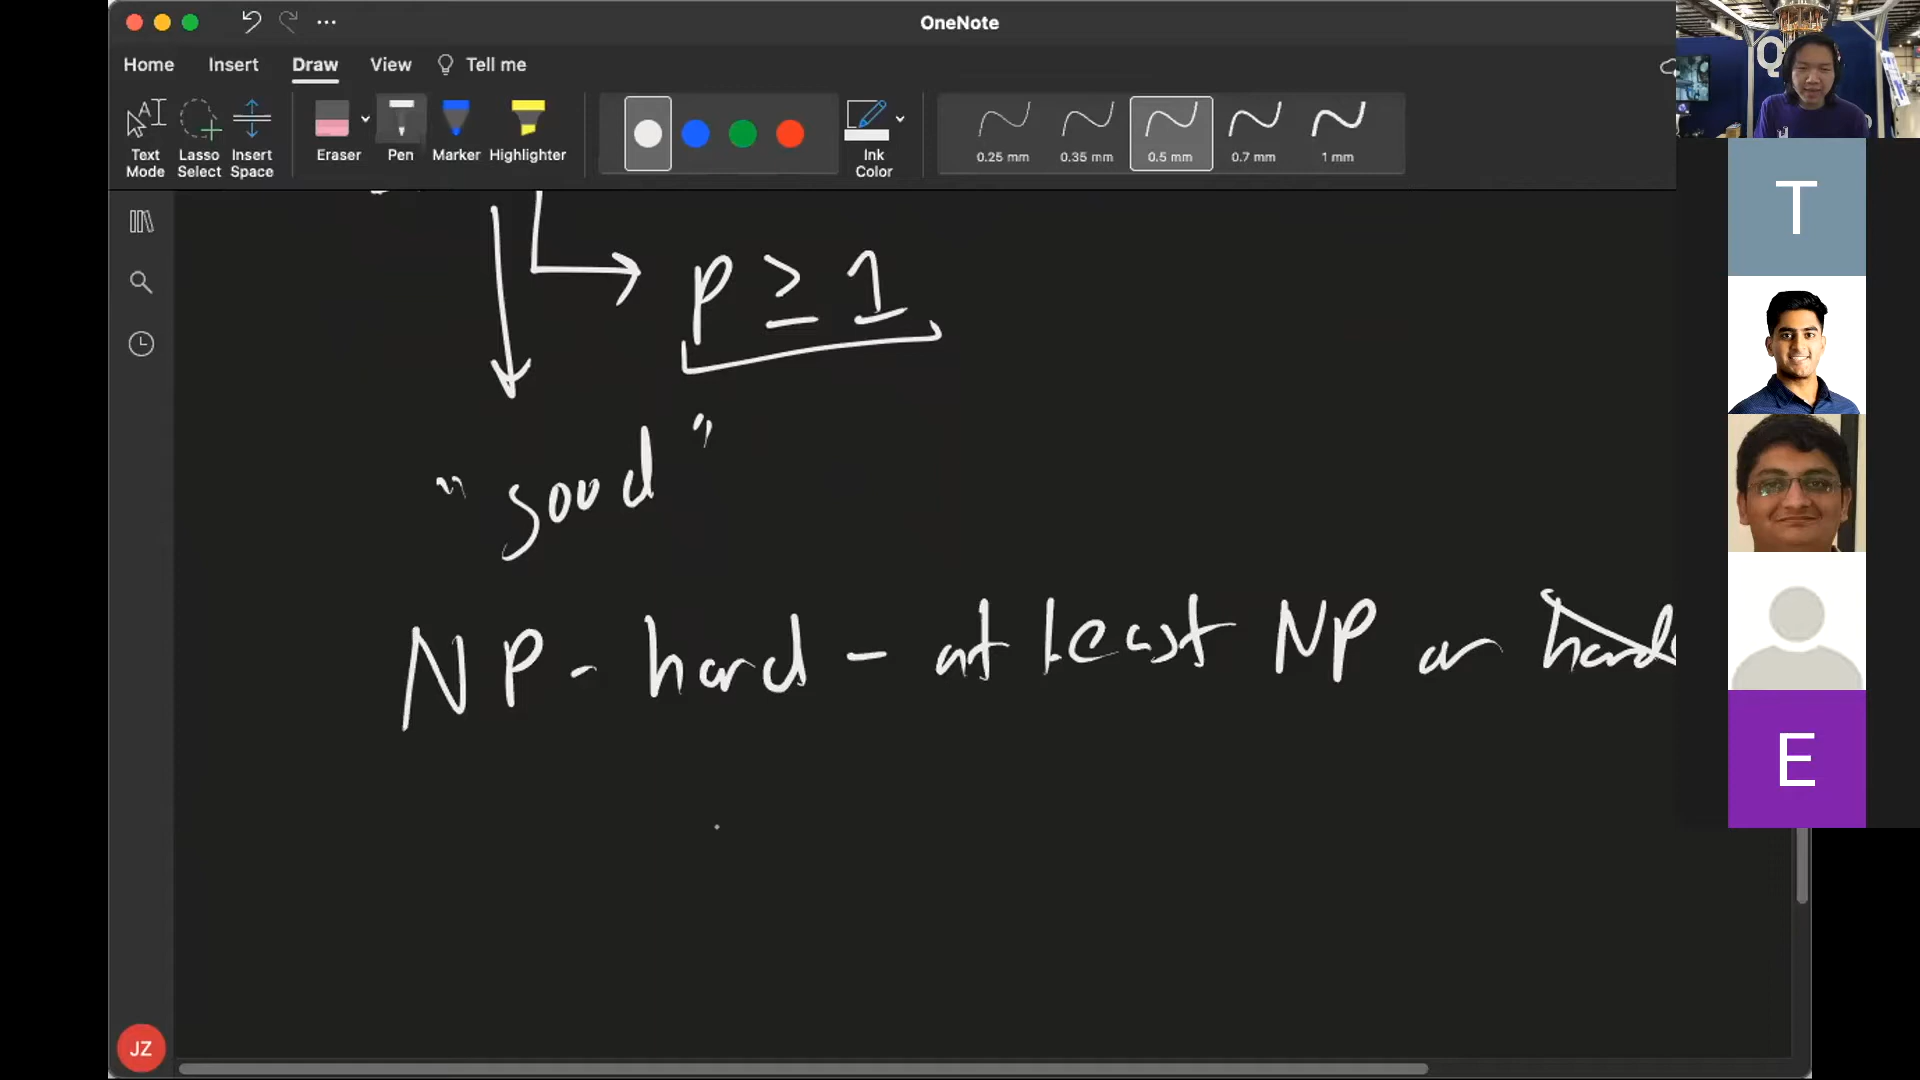 OneNote
Home Insert Draw View Tell me
Text Mode
Lasso Select
Insert Space
Eraser
Pen
Marker
Highlighter
Ink Color
0.25 mm
0.35 mm
0.5 mm
0.7 mm
1 mm
Q
T
p ≥ 1
"good"
NP - hard - at least NP or
E
JZ